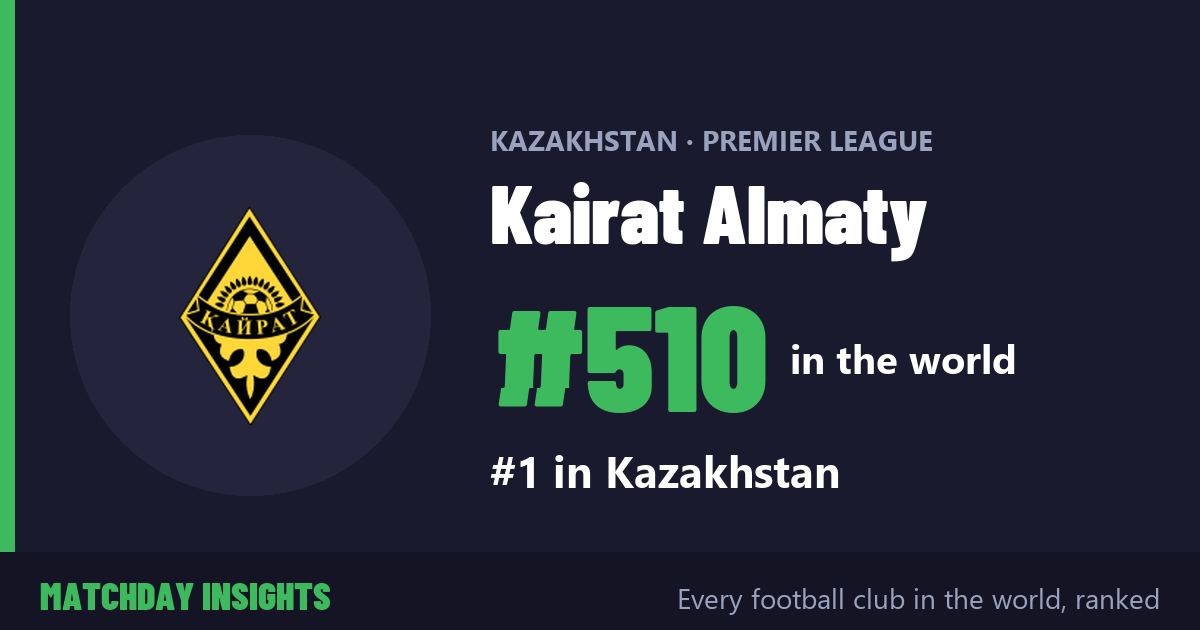 KAZAKHSTAN · PREMIER LEAGUE
Kairat Almaty
ҚАЙРАТ
#510 in the world
#1 in Kazakhstan
MATCHDAY INSIGHTS
Every football club in the world, ranked